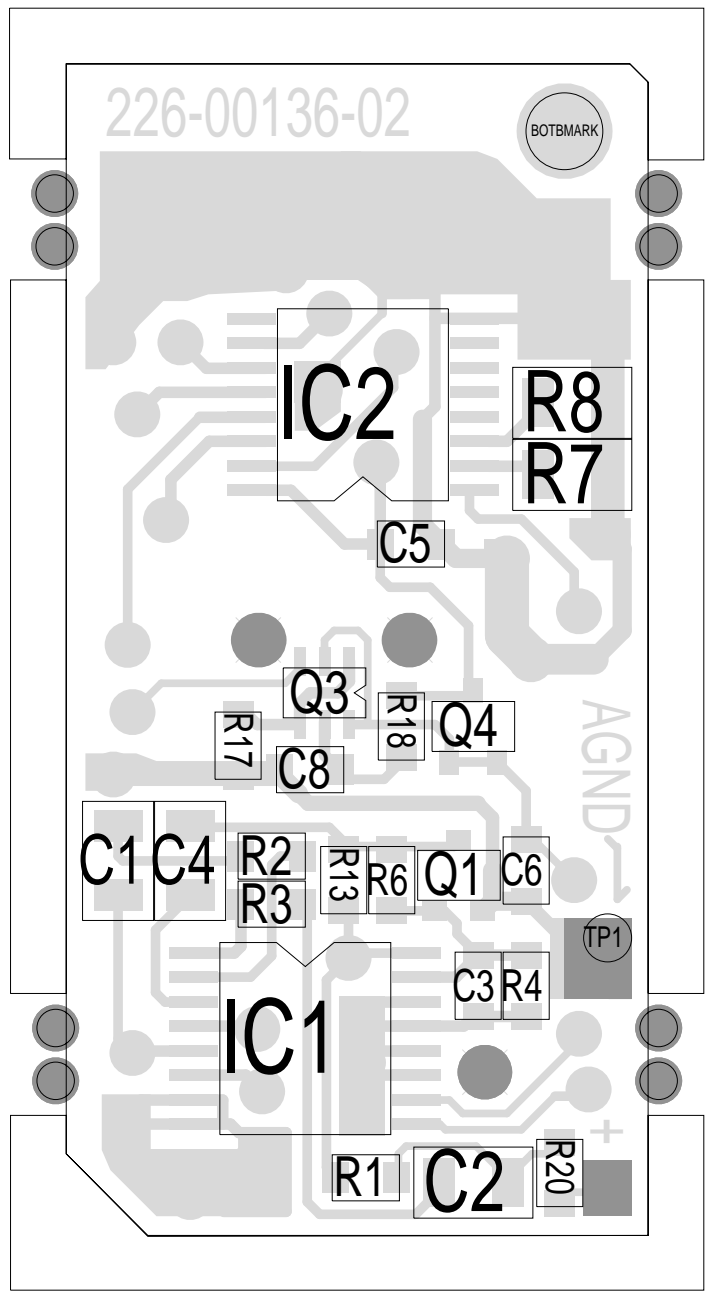 226-00136-02
BOTBMARK
IC2
R8
R7
C5
Q3
R17
R18
Q4
C8
AGND
C1
C4
R2
R3
R13
R6
Q1
C6
TP1
C3
R4
IC1
+
R1
C2
R20